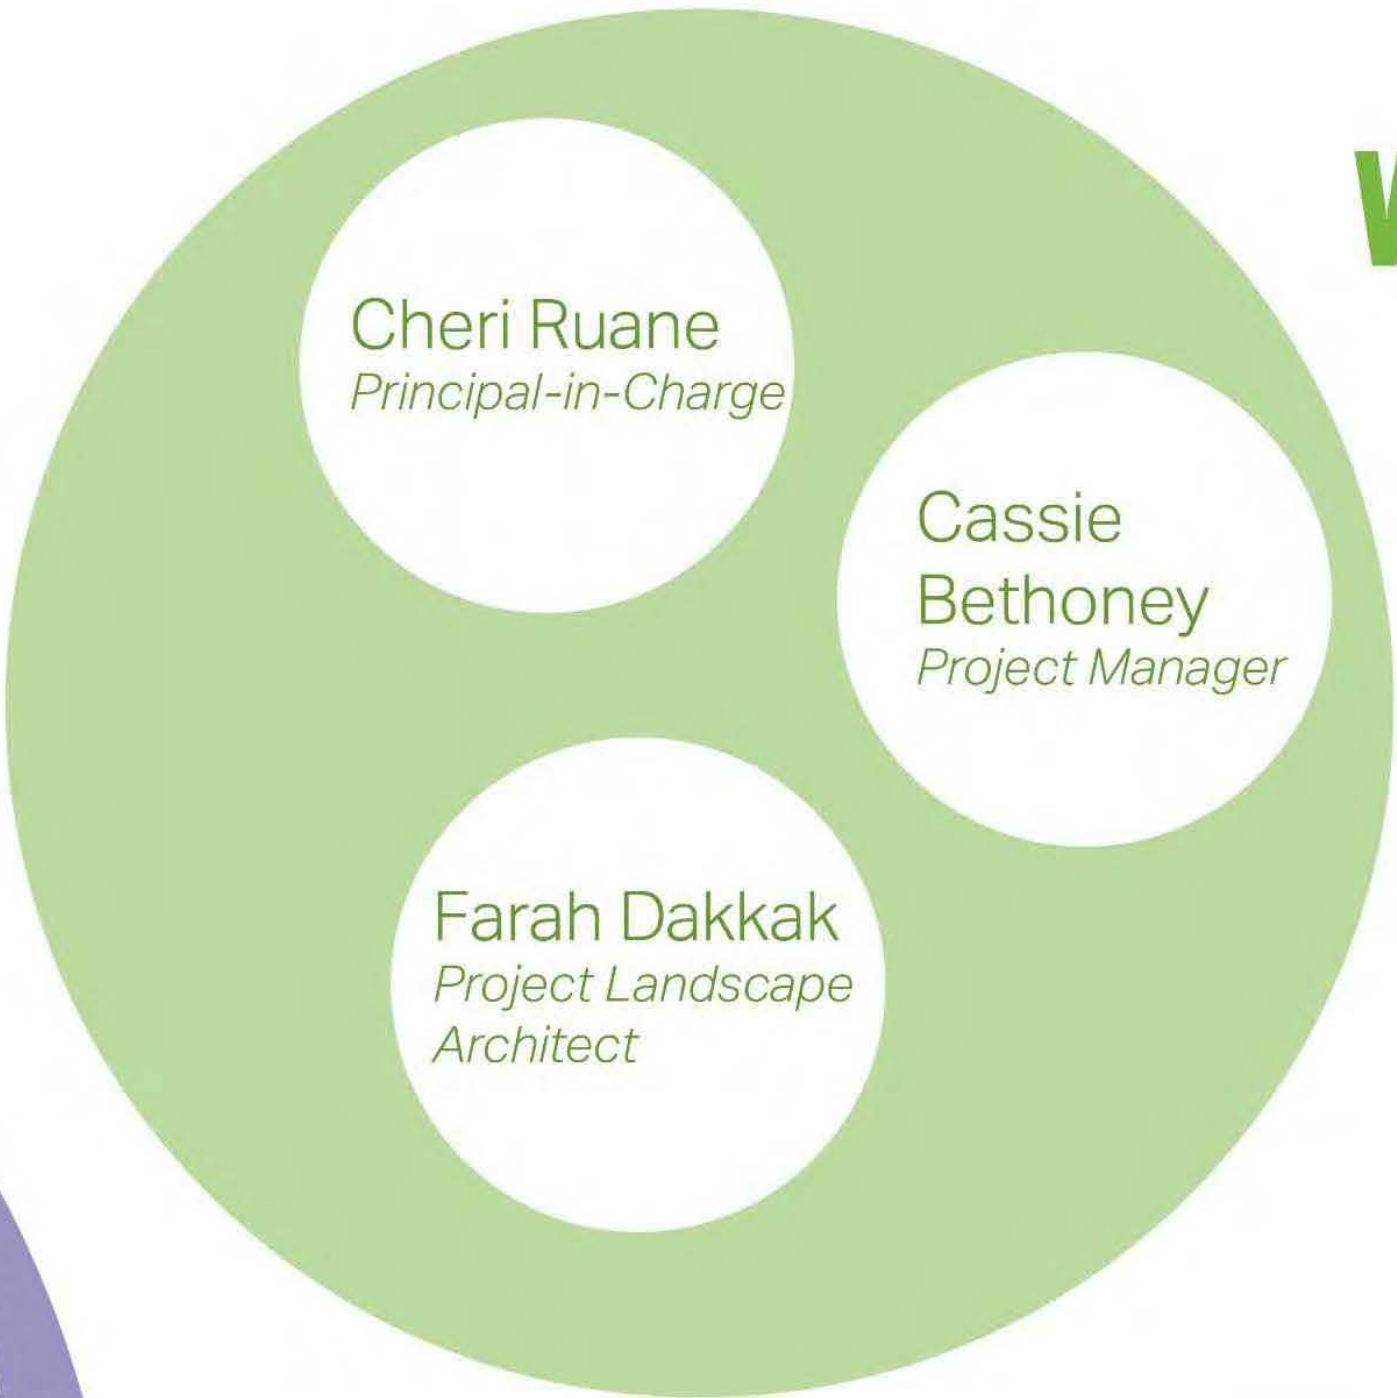 Cheri Ruane
Principal-in-Charge
Cassie
Bethoney
Project Manager
Farah Dakkak
Project Landscape
Architect